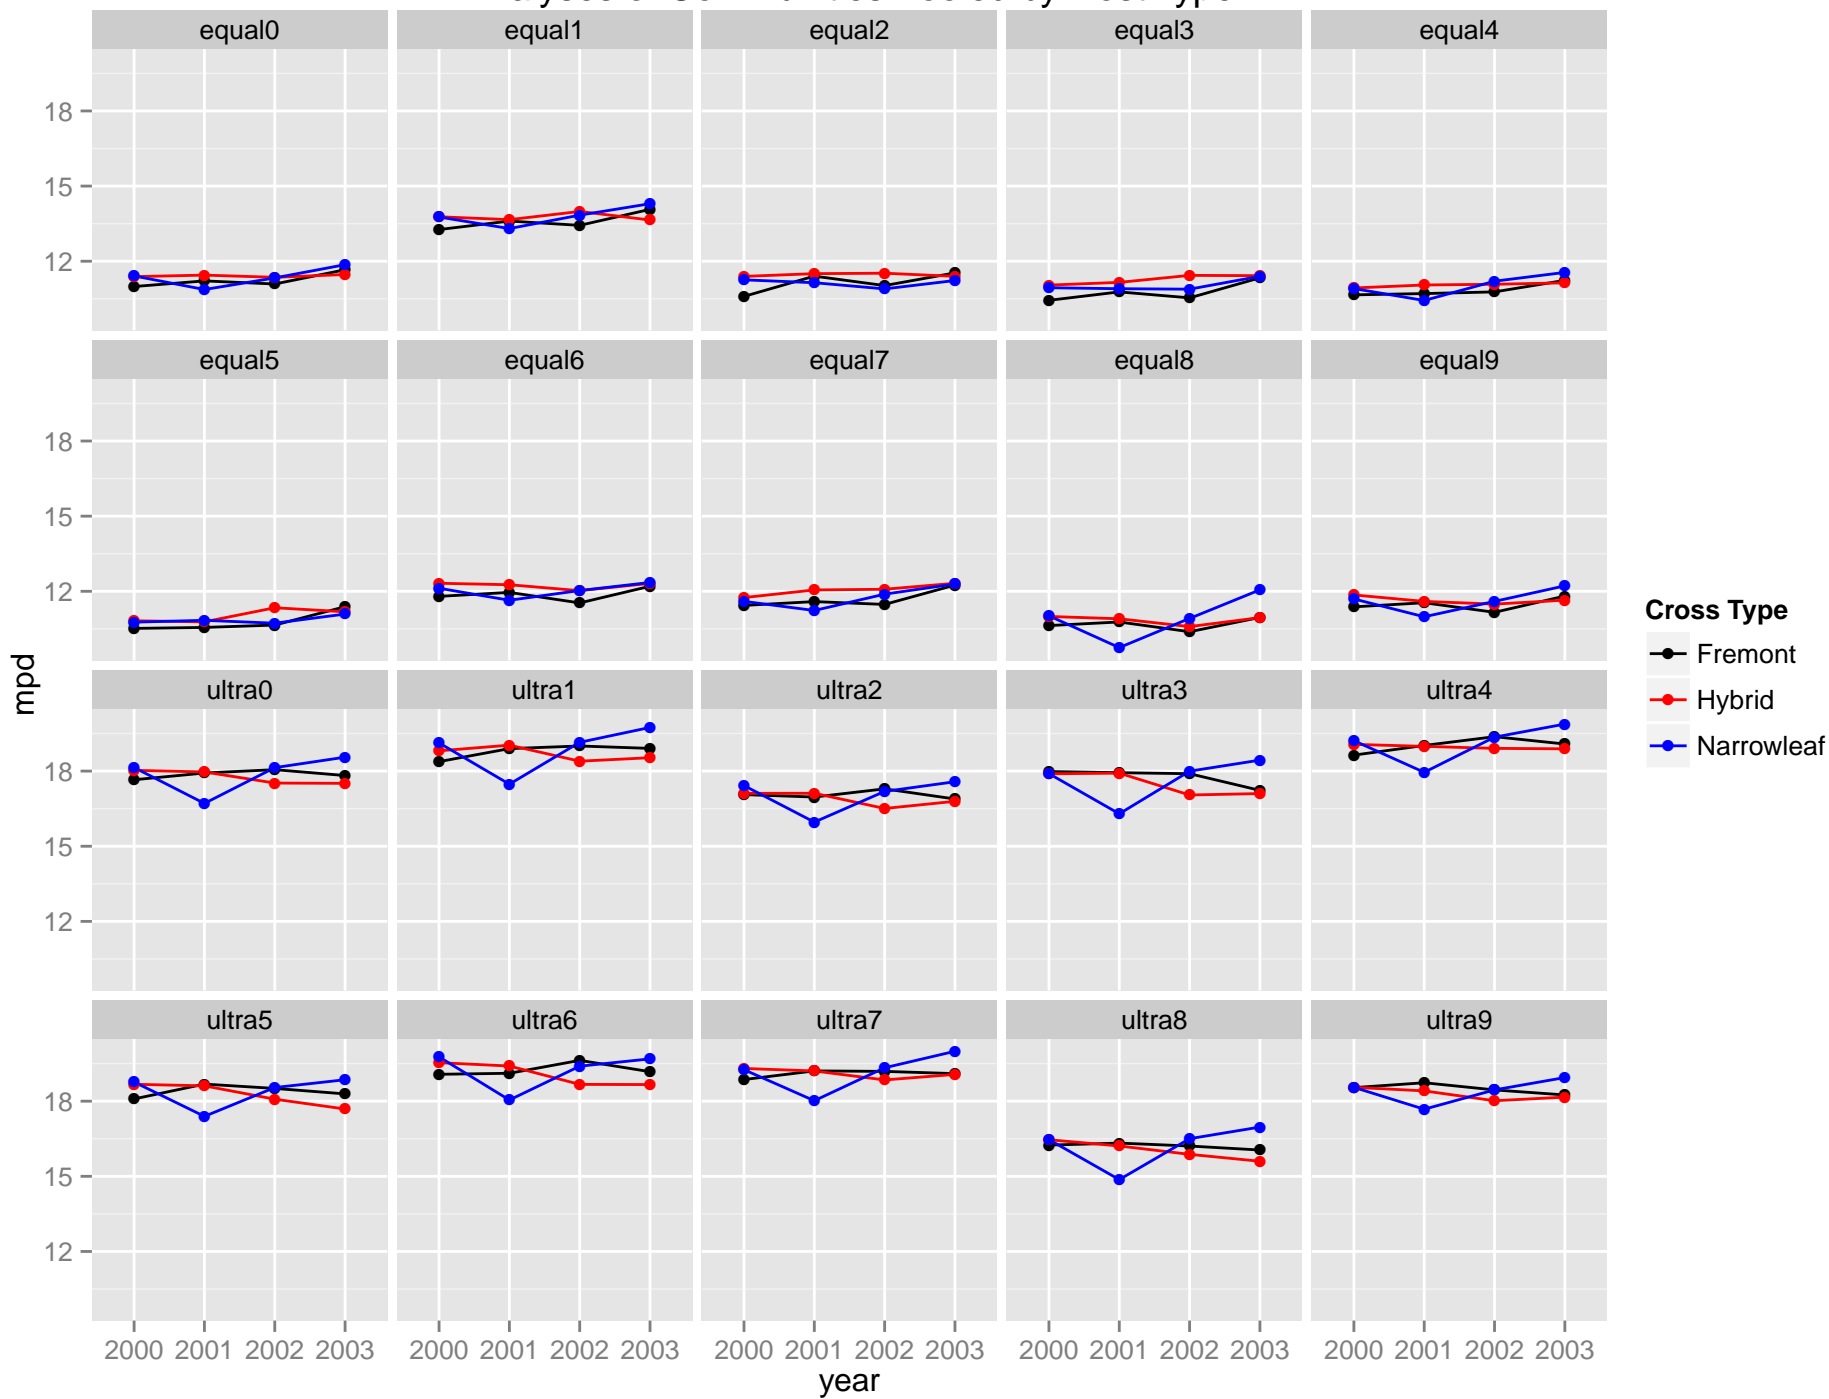 equal0 equal1 equal2 equal3 equal4
18
15
12
equal5 equal6 equal7 equal8 equal9
18
15
12
mpd
ultra0 ultra1 ultra2 ultra3 ultra4
18
15
12
ultra5 ultra6 ultra7 ultra8 ultra9
18
15
12
2000 2001 2002 2003 2000 2001 2002 2003 2000 2001 2002 2003 2000 2001 2002 2003 2000 2001 2002 2003
year
Cross Type
Fremont
Hybrid
Narrowleaf